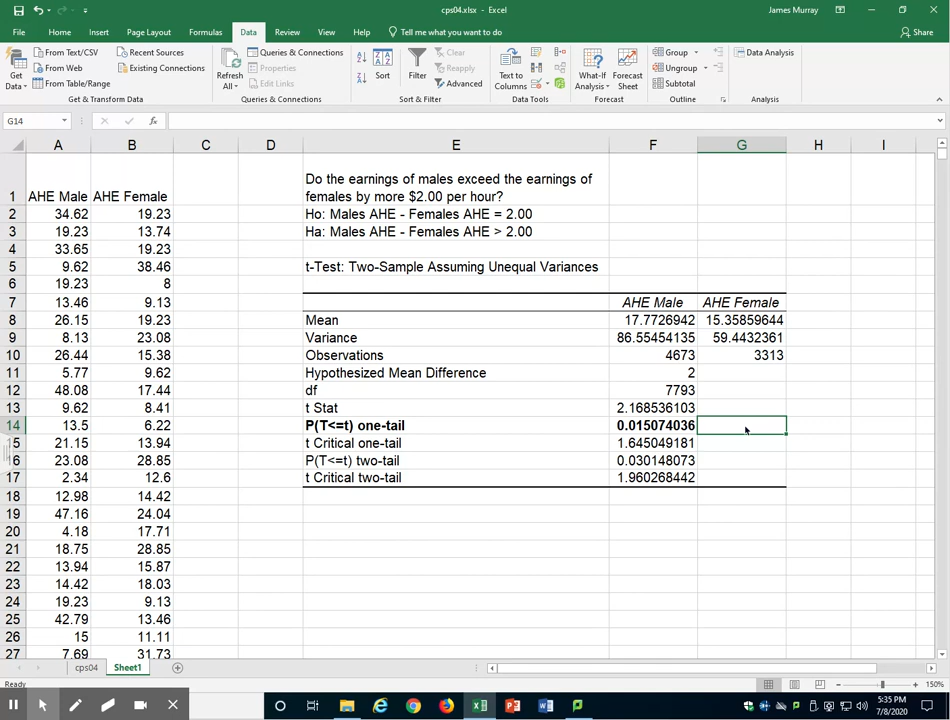 cps04.xlsx - Excel
James Murray
File Home Insert Page Layout Formulas Data Review View Help Tell me what you want to do Share
Get Data From Text/CSV From Web From Table/Range Recent Sources Existing Connections
Get & Transform Data
Refresh All Queries & Connections Properties Edit Links
Queries & Connections
Sort Filter Clear Reapply Advanced
Sort & Filter
Text to Columns
Data Tools
What-If Analysis Forecast Sheet
Forecast
Group Ungroup Subtotal
Outline
Data Analysis
Analysis
G14 fx
A B C D E F G H I
Do the earnings of males exceed the earnings of
1 AHE Male AHE Female females by more $2.00 per hour?
2 34.62 19.23 Ho: Males AHE - Females AHE = 2.00
3 19.23 13.74 Ha: Males AHE - Females AHE > 2.00
4 33.65 19.23
5 9.62 38.46 t-Test: Two-Sample Assuming Unequal Variances
6 19.23 8
7 13.46 9.13 AHE Male AHE Female
8 26.15 19.23 Mean 17.7726942 15.35859644
9 8.13 23.08 Variance 86.55454135 59.4432361
10 26.44 15.38 Observations 4673 3313
11 5.77 9.62 Hypothesized Mean Difference 2
12 48.08 17.44 df 7793
13 9.62 8.41 t Stat 2.168536103
14 13.5 6.22 P(T<=t) one-tail 0.015074036
15 21.15 13.94 t Critical one-tail 1.645049181
16 23.08 28.85 P(T<=t) two-tail 0.030148073
17 2.34 12.6 t Critical two-tail 1.960268442
18 12.98 14.42
19 47.16 24.04
20 4.18 17.71
21 18.75 28.85
22 13.94 15.87
23 14.42 18.03
24 19.23 9.13
25 42.79 13.46
26 15 11.11
27 7.69 31.73
cps04 Sheet1
Ready 150%
5:35 PM
7/8/2020